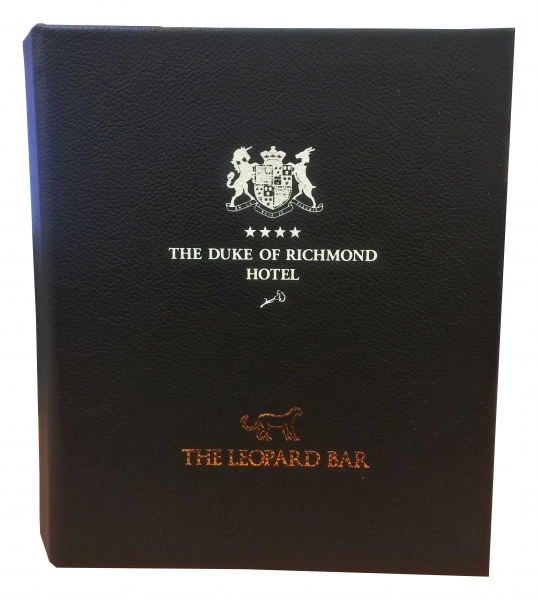 THE DUKE OF RICHMOND
HOTEL
THE LEOPARD BAR